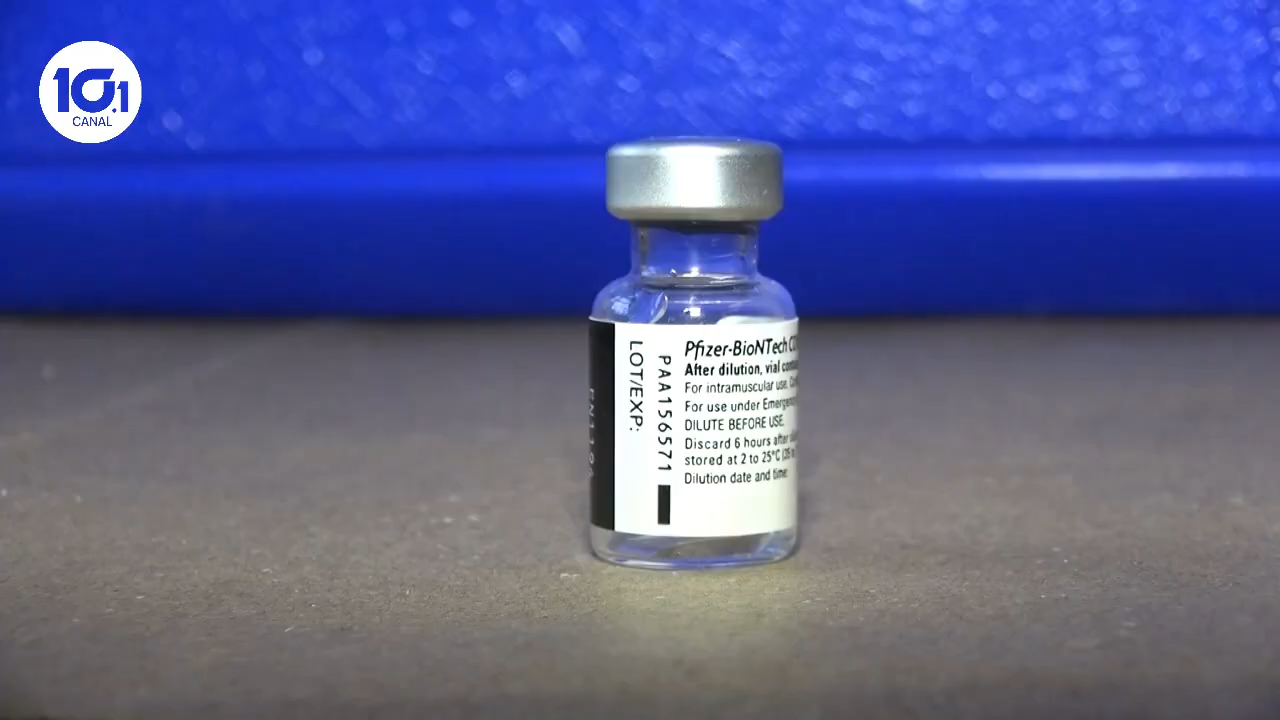 10.1
CANAL
Pfizer-BioNTech
After dilution, vial
For intramuscular use.
For use under
DILUTE BEFORE USE.
Discard 6 hours after
stored at 2 to 25°C
Dilution date and time:
PAA156571
LOT/EXP: